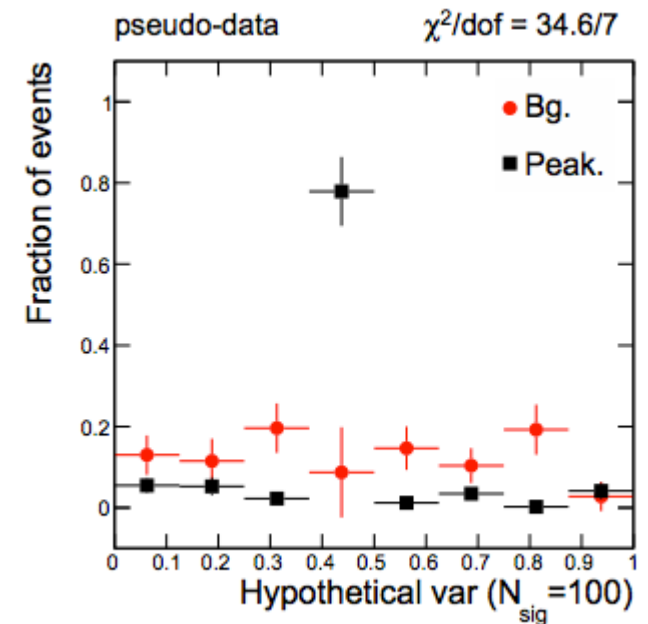 pseudo-data χ²/dof = 34.6/7
Fraction of events
1
0.8
0.6
0.4
0.2
0
Bg.
Peak.
0 0.1 0.2 0.3 0.4 0.5 0.6 0.7 0.8 0.9 1
Hypothetical var (N_sig=100)